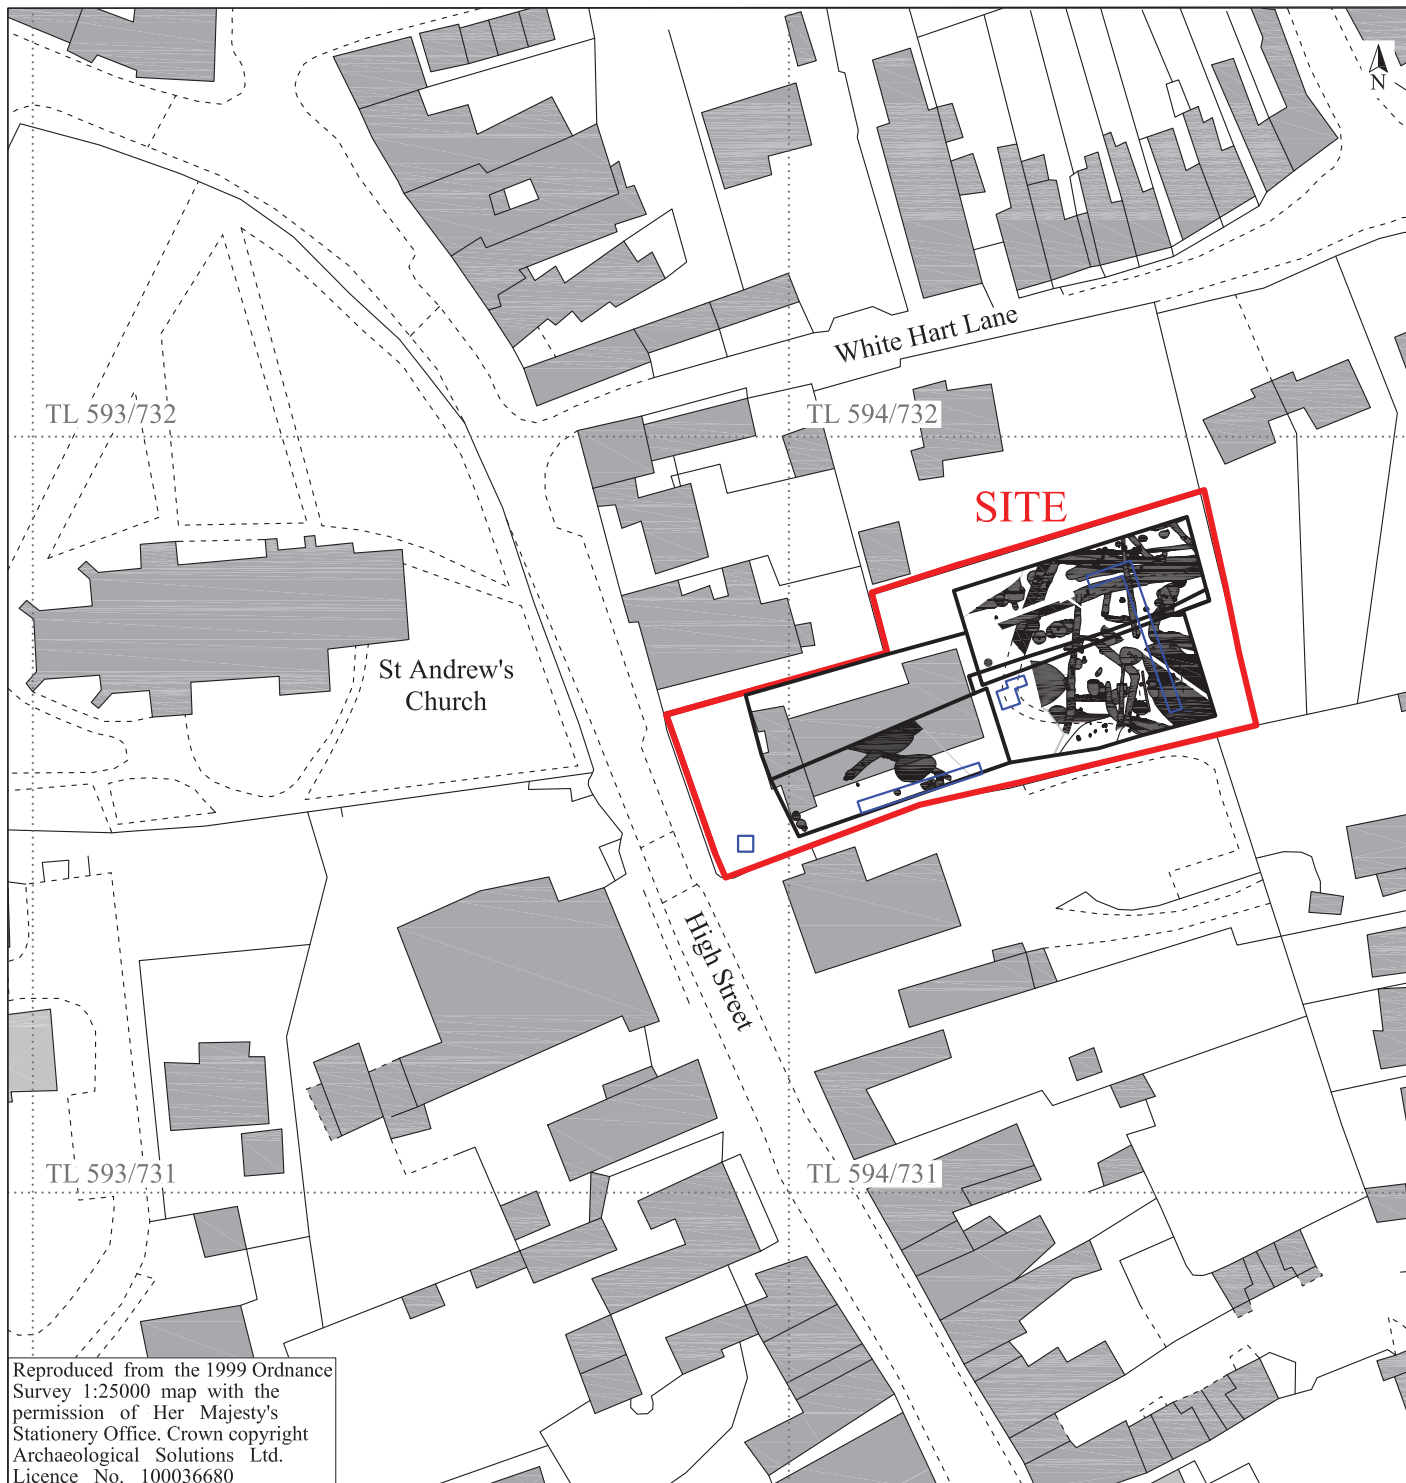 N
White Hart Lane
TL 593/732
TL 594/732
SITE
St Andrew's
Church
High Street
TL 593/731
TL 594/731
Reproduced from the 1999 Ordnance
Survey 1:25000 map with the
permission of Her Majesty's
Stationery Office. Crown copyright
Archaeological Solutions Ltd.
Licence No. 100036680